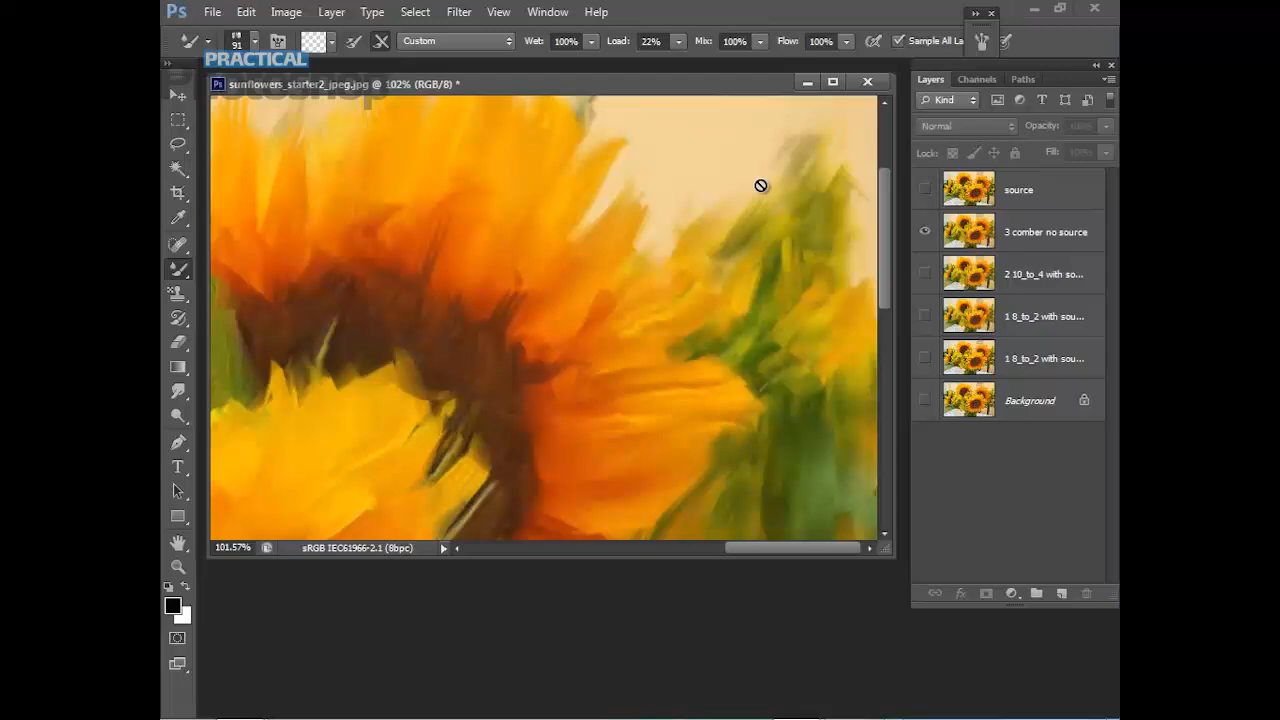 Ps File Edit Image Layer Type Select Filter View Window Help
91 Custom Wet: 100% Load: 22% Mix: 100% Flow: 100% Sample All La
PRACTICAL
sunflowers_starter2_jpeg.jpg @ 102% (RGB/8) *
Layers Channels Paths
Kind
Normal Opacity: 100%
Lock: Fill: 100%
source
3 comber no source
2 10_to_4 with so...
1 8_to_2 with sou...
1 8_to_2 with sou...
Background
101.57% sRGB IEC61966-2.1 (8bpc)
fx